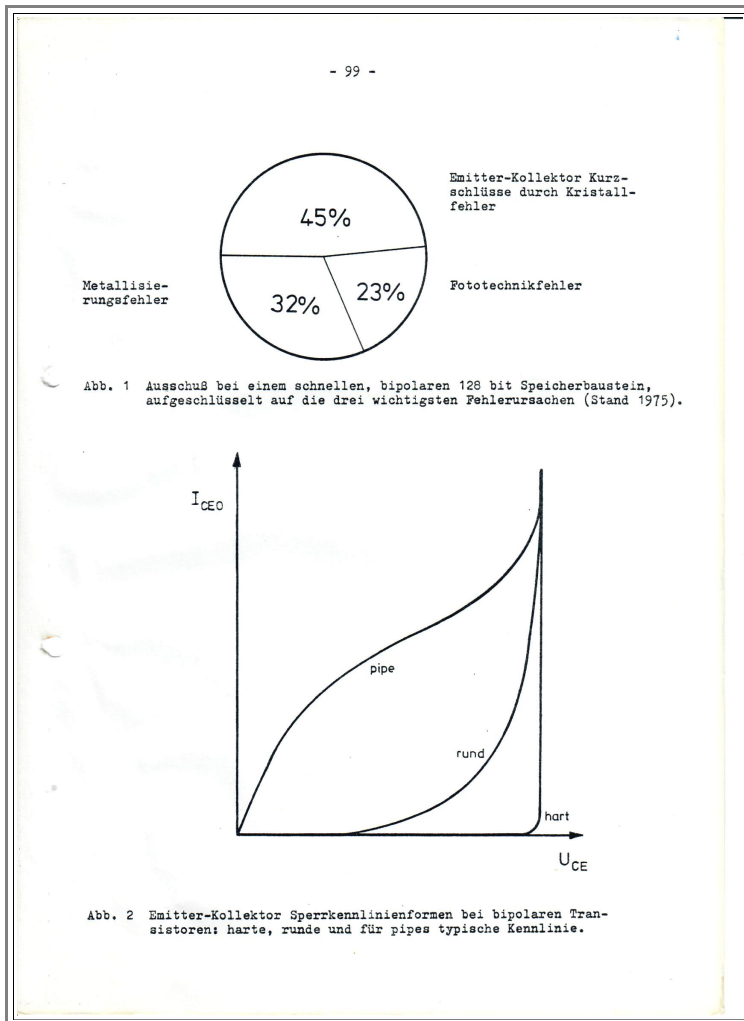 - 99 -
45%
Emitter-Kollektor Kurz-
schlüsse durch Kristall-
fehler
Metallisie-
rungsfehler
32%
23%
Fototechnikfehler
Abb. 1 Ausschuß bei einem schnellen, bipolaren 128 bit Speicherbaustein,
aufgeschlüsselt auf die drei wichtigsten Fehlerursachen (Stand 1975).
I_CEO
pipe
rund
hart
U_CE
Abb. 2 Emitter-Kollektor Sperrkennlinienformen bei bipolaren Tran-
sistoren: harte, runde und für pipes typische Kennlinie.